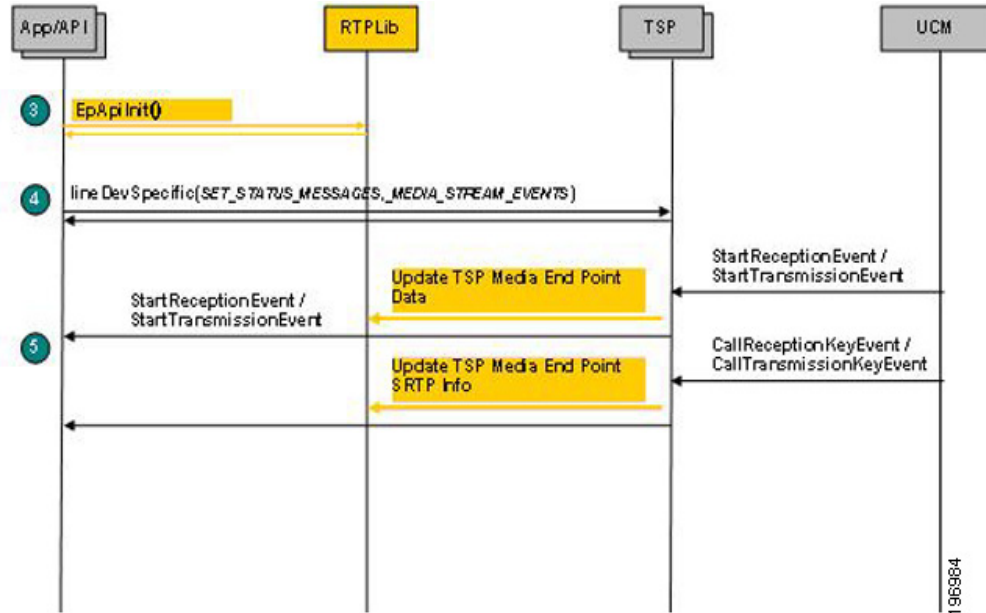 App/API
RTPLib
TSP
UCM
3
EpApiInit()
4
lineDevSpecific(SET_STATUS_MESSAGES,_MEDIA_STREAM_EVENTS)
StartReceptionEvent /
StartTransmissionEvent
Update TSP Media End Point
Data
StartReceptionEvent /
StartTransmissionEvent
5
CallReceptionKeyEvent /
CallTransmissionKeyEvent
Update TSP Media End Point
SRTP Info
196984